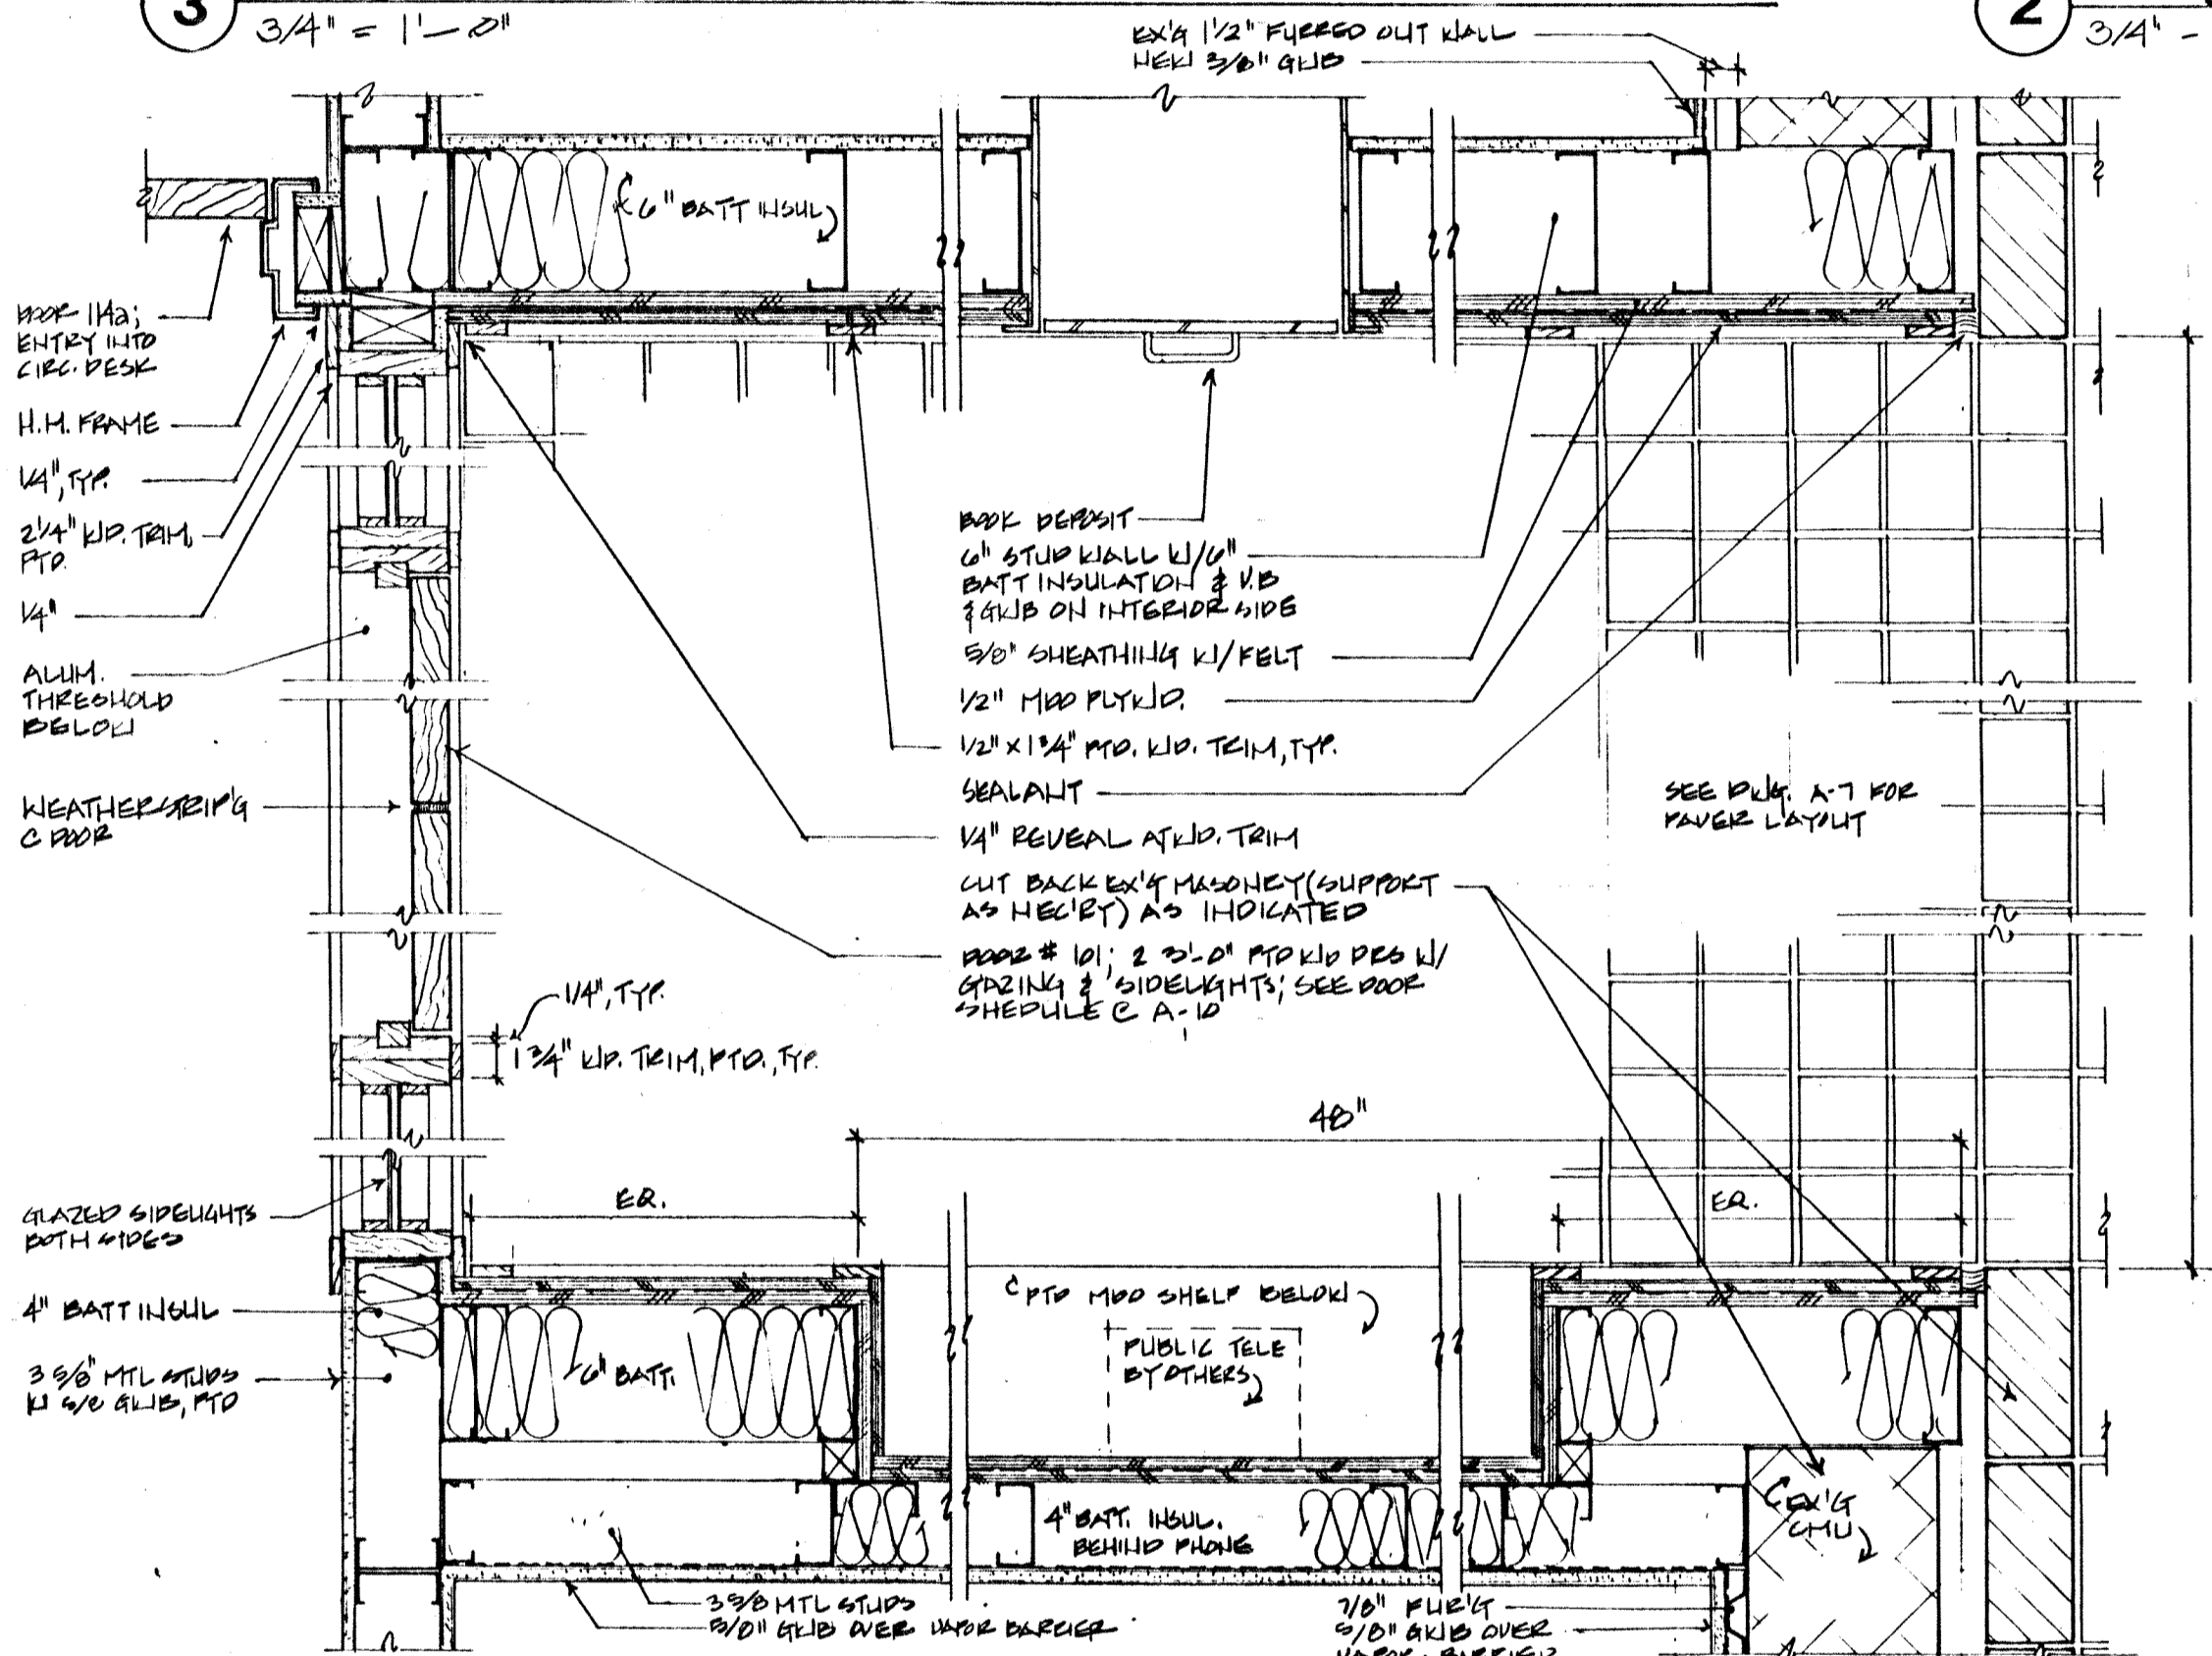 3
3/4" = 1'-0"
2
3/4" -
EX'G 1 1/2" FURRED OUT WALL
NEW 3/8" GWB
6" BATT INSUL
DOOR 114a;
ENTRY INTO
CIRC. DESK
H.M. FRAME
1/4", TYP.
2 1/4" WD. TRIM,
PTD.
1/4"
ALUM.
THRESHOLD
BELOW
WEATHERSTRIP'G
@ DOOR
BOOK DEPOSIT
6" STUD WALL W/6"
BATT INSULATION & V.B
& GWB ON INTERIOR SIDE
5/8" SHEATHING W/FELT
1/2" MDO PLYWD.
1/2" X 1 3/4" PTD. WD. TRIM, TYP.
SEALANT
1/4" REVEAL AT WD. TRIM
CUT BACK EX'G MASONRY (SUPPORT
AS NEC'RY) AS INDICATED
DOOR # 101; 2 3'-0" PTD WD DRS W/
GAZING & SIDELIGHTS; SEE DOOR
SHEDULE @ A-10
SEE DWG. A-7 FOR
PAVER LAYOUT
1/4", TYP.
1 3/4" WD. TRIM, PTD., TYP.
48"
EQ.
EQ.
GLAZED SIDELIGHTS
BOTH SIDES
4" BATT INSUL
3 5/8" MTL STUDS
W 5/8 GWB, PTD
6" BATT.
PTD MDO SHELF BELOW
PUBLIC TELE
BY OTHERS
4" BATT. INSUL.
BEHIND PHONE
EX'G
CMU
3 5/8 MTL STUDS
5/8" GWB OVER VAPOR BARRIER
7/8" FUR'G
5/8" GWB OVER
VAPOR BARRIER